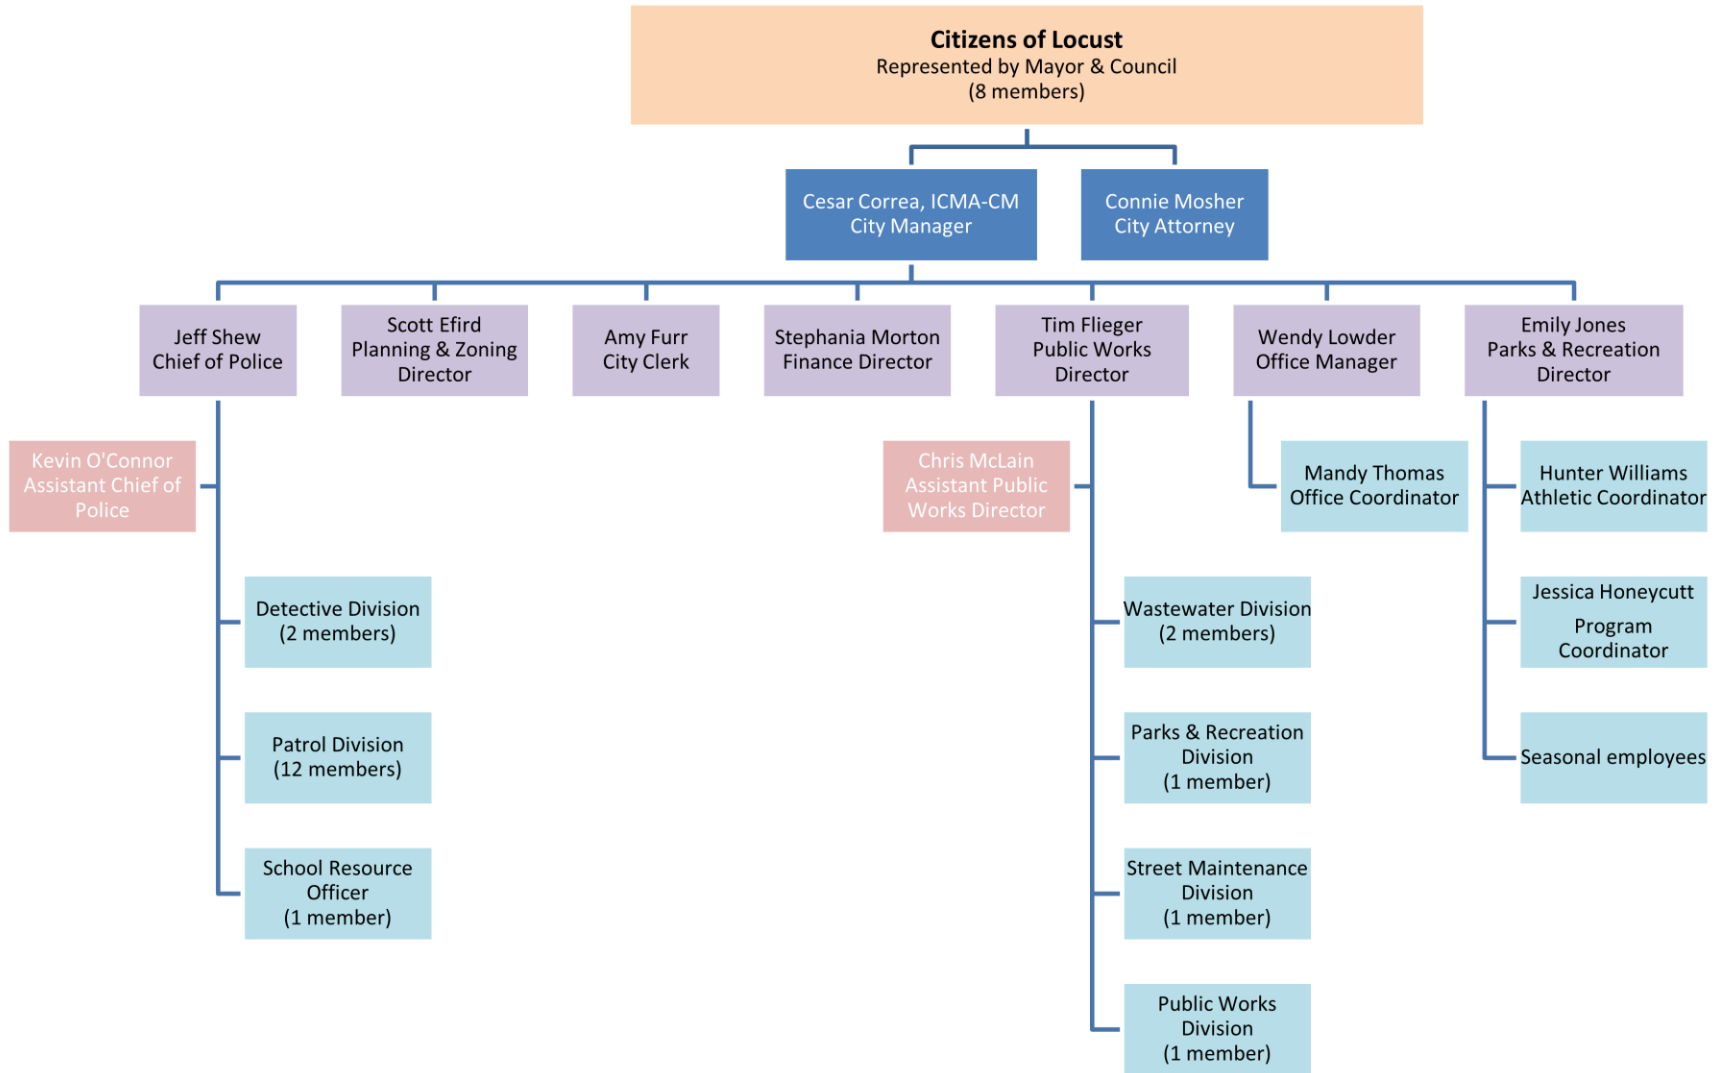 Citizens of Locust
Represented by Mayor & Council
(8 members)
Cesar Correa, ICMA-CM
City Manager
Connie Mosher
City Attorney
Jeff Shew
Chief of Police
Scott Efird
Planning & Zoning
Director
Amy Furr
City Clerk
Stephania Morton
Finance Director
Tim Flieger
Public Works
Director
Wendy Lowder
Office Manager
Emily Jones
Parks & Recreation
Director
Kevin O'Connor
Assistant Chief of
Police
Chris McLain
Assistant Public
Works Director
Mandy Thomas
Office Coordinator
Hunter Williams
Athletic Coordinator
Detective Division
(2 members)
Wastewater Division
(2 members)
Jessica Honeycutt
Program
Coordinator
Patrol Division
(12 members)
Parks & Recreation
Division
(1 member)
Seasonal employees
School Resource
Officer
(1 member)
Street Maintenance
Division
(1 member)
Public Works
Division
(1 member)